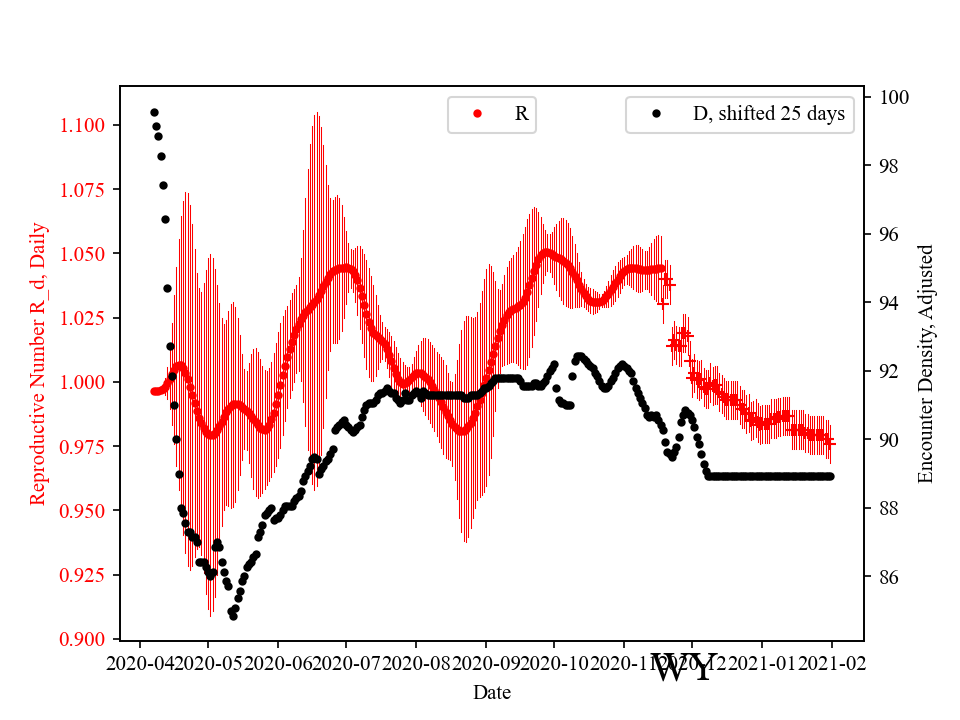 R
D, shifted 25 days
1.100
1.075
1.050
1.025
1.000
0.975
0.950
0.925
0.900
Reproductive Number R_d, Daily
100
98
96
94
92
90
88
86
Encounter Density, Adjusted
2020-04 2020-05 2020-06 2020-07 2020-08 2020-09 2020-10 2020-11 2020-12 2021-01 2021-02
WY
Date